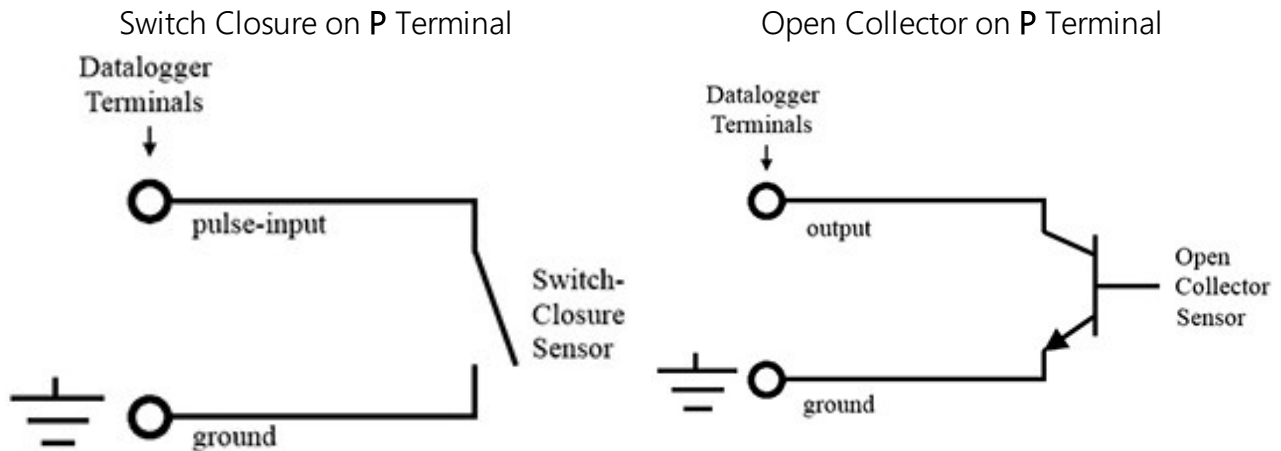 Switch Closure on P Terminal
Datalogger
Terminals
pulse-input
Switch-
Closure
Sensor
ground
Open Collector on P Terminal
Datalogger
Terminals
output
Open
Collector
Sensor
ground